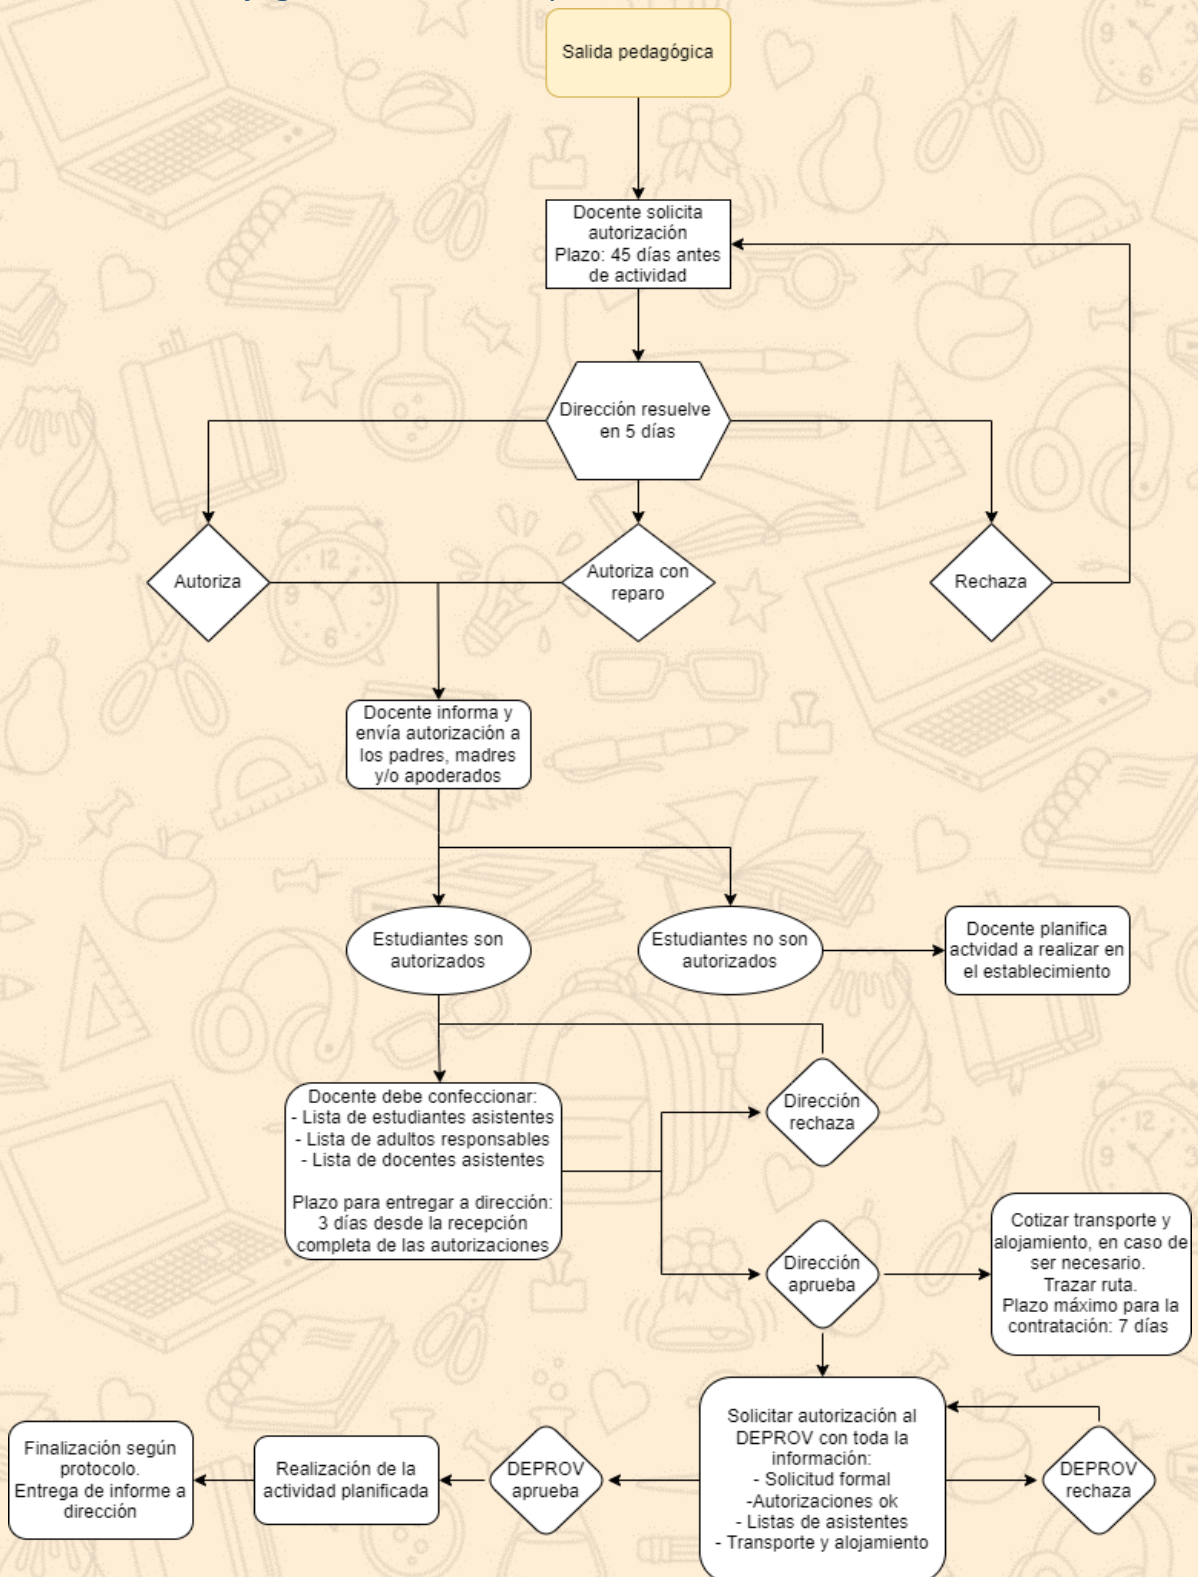 Salida pedagógica
Docente solicita
autorización
Plazo: 45 días antes
de actividad
Dirección resuelve
en 5 días
Autoriza
Autoriza con
reparo
Rechaza
Docente informa y
envía autorización a
los padres, madres
y/o apoderados
Estudiantes son
autorizados
Estudiantes no son
autorizados
Docente planifica
actvidad a realizar en
el establecimiento
Docente debe confeccionar:
- Lista de estudiantes asistentes
- Lista de adultos responsables
- Lista de docentes asistentes
Plazo para entregar a dirección:
3 días desde la recepción
completa de las autorizaciones
Dirección
rechaza
Dirección
aprueba
Cotizar transporte y
alojamiento, en caso de
ser necesario.
Trazar ruta.
Plazo máximo para la
contratación: 7 días
Solicitar autorización al
DEPROV con toda la
información:
- Solicitud formal
-Autorizaciones ok
- Listas de asistentes
- Transporte y alojamiento
DEPROV
rechaza
DEPROV
aprueba
Realización de la
actividad planificada
Finalización según
protocolo.
Entrega de informe a
dirección